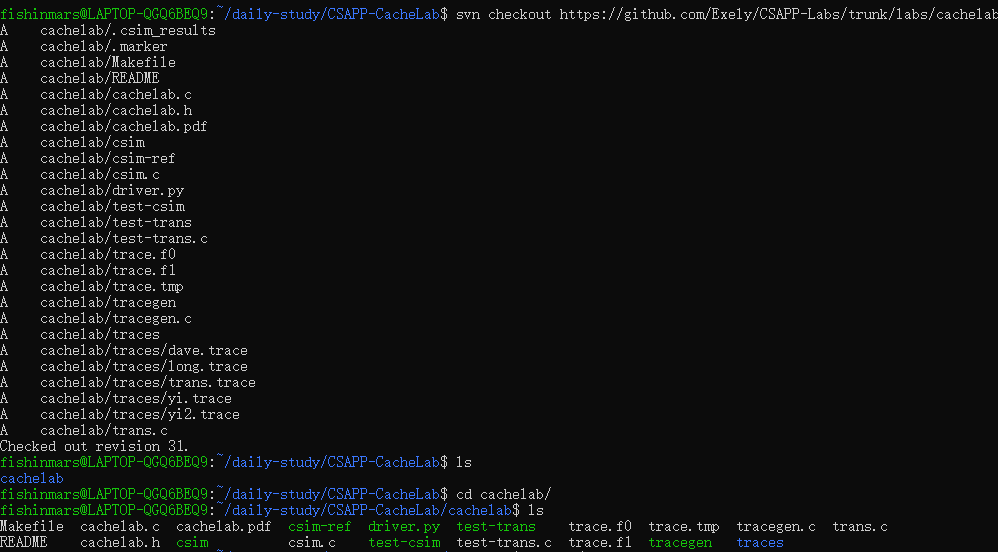 fishinmars@LAPTOP-QGQ6BEQ9:~/daily-study/CSAPP-CacheLab$ svn checkout https://github.com/Exely/CSAPP-Labs/trunk/labs/cachelab
A    cachelab/.csim_results
A    cachelab/.marker
A    cachelab/Makefile
A    cachelab/README
A    cachelab/cachelab.c
A    cachelab/cachelab.h
A    cachelab/cachelab.pdf
A    cachelab/csim
A    cachelab/csim-ref
A    cachelab/csim.c
A    cachelab/driver.py
A    cachelab/test-csim
A    cachelab/test-trans
A    cachelab/test-trans.c
A    cachelab/trace.f0
A    cachelab/trace.f1
A    cachelab/trace.tmp
A    cachelab/tracegen
A    cachelab/tracegen.c
A    cachelab/traces
A    cachelab/traces/dave.trace
A    cachelab/traces/long.trace
A    cachelab/traces/trans.trace
A    cachelab/traces/yi.trace
A    cachelab/traces/yi2.trace
A    cachelab/trans.c
Checked out revision 31.
fishinmars@LAPTOP-QGQ6BEQ9:~/daily-study/CSAPP-CacheLab$ ls
cachelab
fishinmars@LAPTOP-QGQ6BEQ9:~/daily-study/CSAPP-CacheLab$ cd cachelab/
fishinmars@LAPTOP-QGQ6BEQ9:~/daily-study/CSAPP-CacheLab/cachelab$ ls
Makefile  cachelab.c  cachelab.pdf  csim-ref  driver.py  test-trans    trace.f0  trace.tmp  tracegen.c  trans.c
README    cachelab.h  csim          csim.c    test-csim  test-trans.c  trace.f1  tracegen   traces